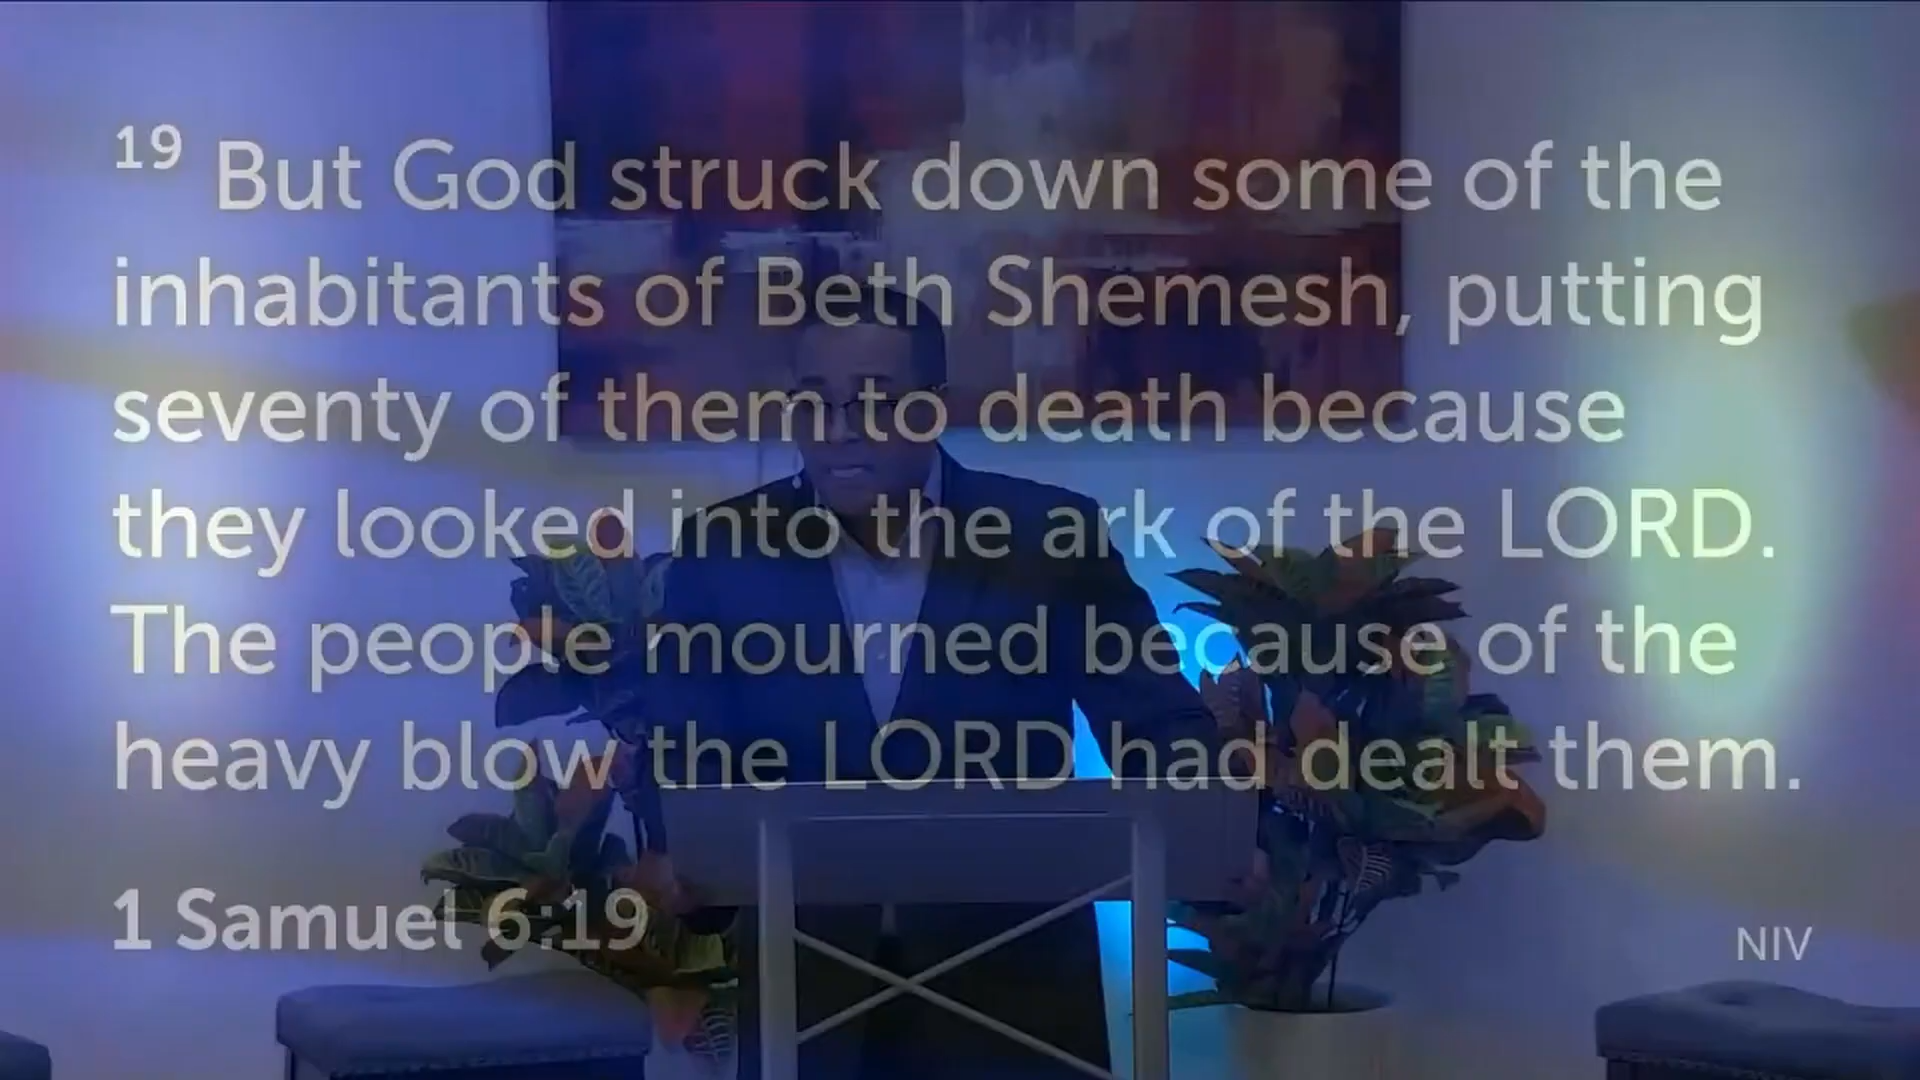 19 But God struck down some of the
inhabitants of Beth Shemesh, putting
seventy of them to death because
they looked into the ark of the LORD.
The people mourned because of the
heavy blow the LORD had dealt them.
1 Samuel 6:19
NIV